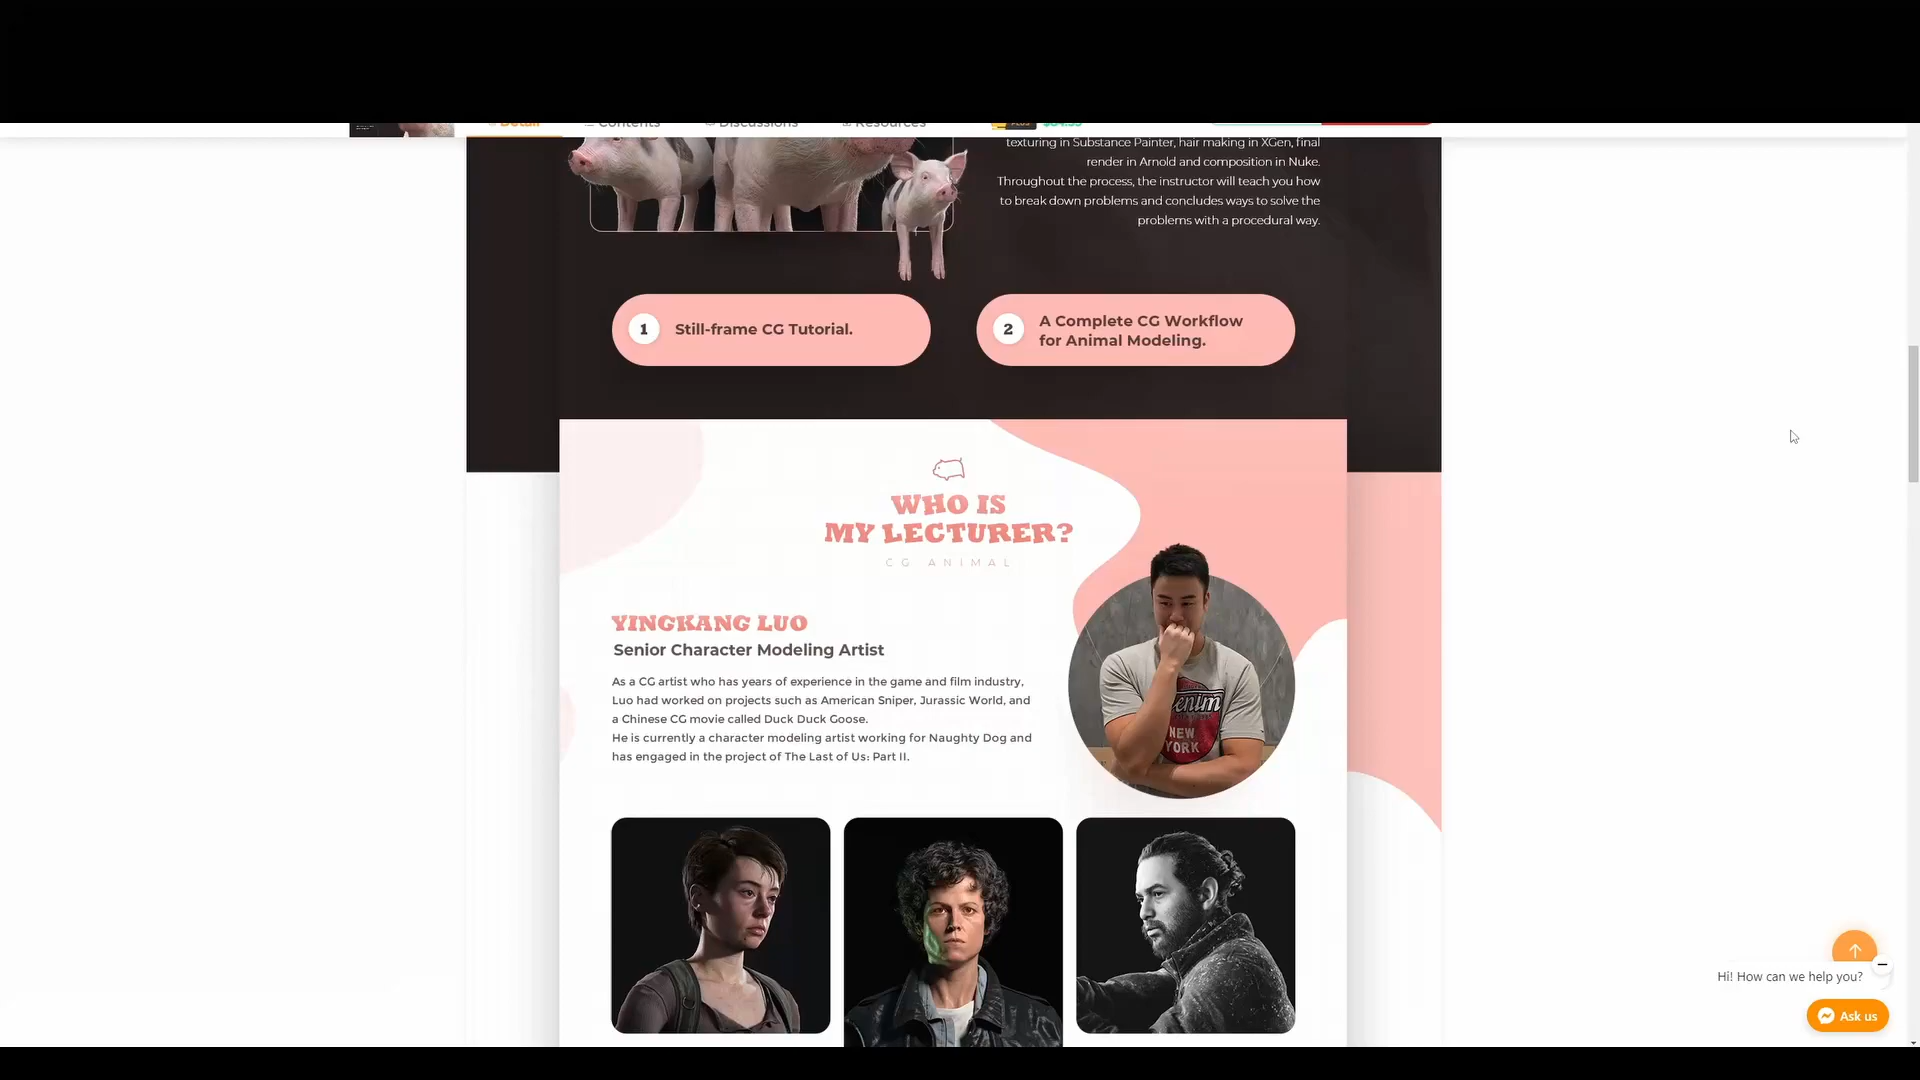 Detail
Contents
Discussions
Resources
PLUS
texturing in Substance Painter, hair making in XGen, final
render in Arnold and composition in Nuke.
Throughout the process, the instructor will teach you how
to break down problems and concludes ways to solve the
problems with a procedural way.
1
Still-frame CG Tutorial.
2
A Complete CG Workflow
for Animal Modeling.
WHO IS
MY LECTURER?
CG ANIMAL
YINGKANG LUO
Senior Character Modeling Artist
As a CG artist who has years of experience in the game and film industry,
Luo had worked on projects such as American Sniper, Jurassic World, and
a Chinese CG movie called Duck Duck Goose.
He is currently a character modeling artist working for Naughty Dog and
has engaged in the project of The Last of Us: Part II.
Denim
NEW
YORK
Hi! How can we help you?
Ask us